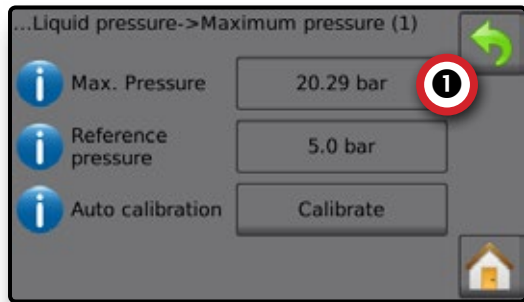 ...Liquid pressure->Maximum pressure (1)
Max. Pressure
20.29 bar
1
Reference
pressure
5.0 bar
Auto calibration
Calibrate